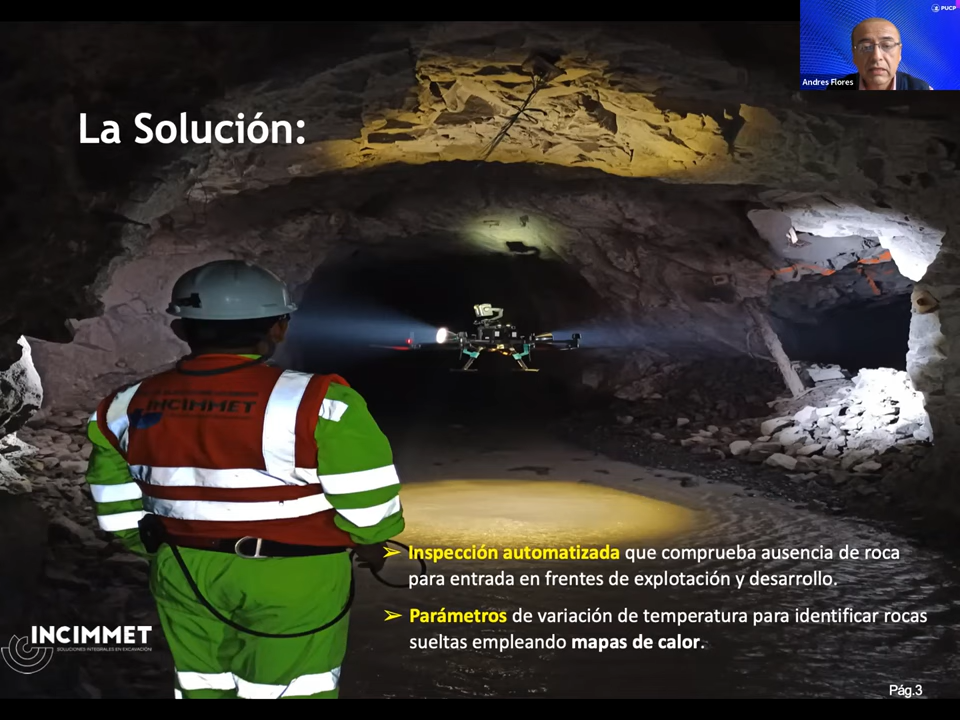 PUCP
Andres Flores
La Solución:
INCIMMET
➢ Inspección automatizada que comprueba ausencia de roca
para entrada en frentes de explotación y desarrollo.
➢ Parámetros de variación de temperatura para identificar rocas
sueltas empleando mapas de calor.
INCIMMET
SOLUCIONES INTEGRALES EN EXCAVACIÓN
Pág.3